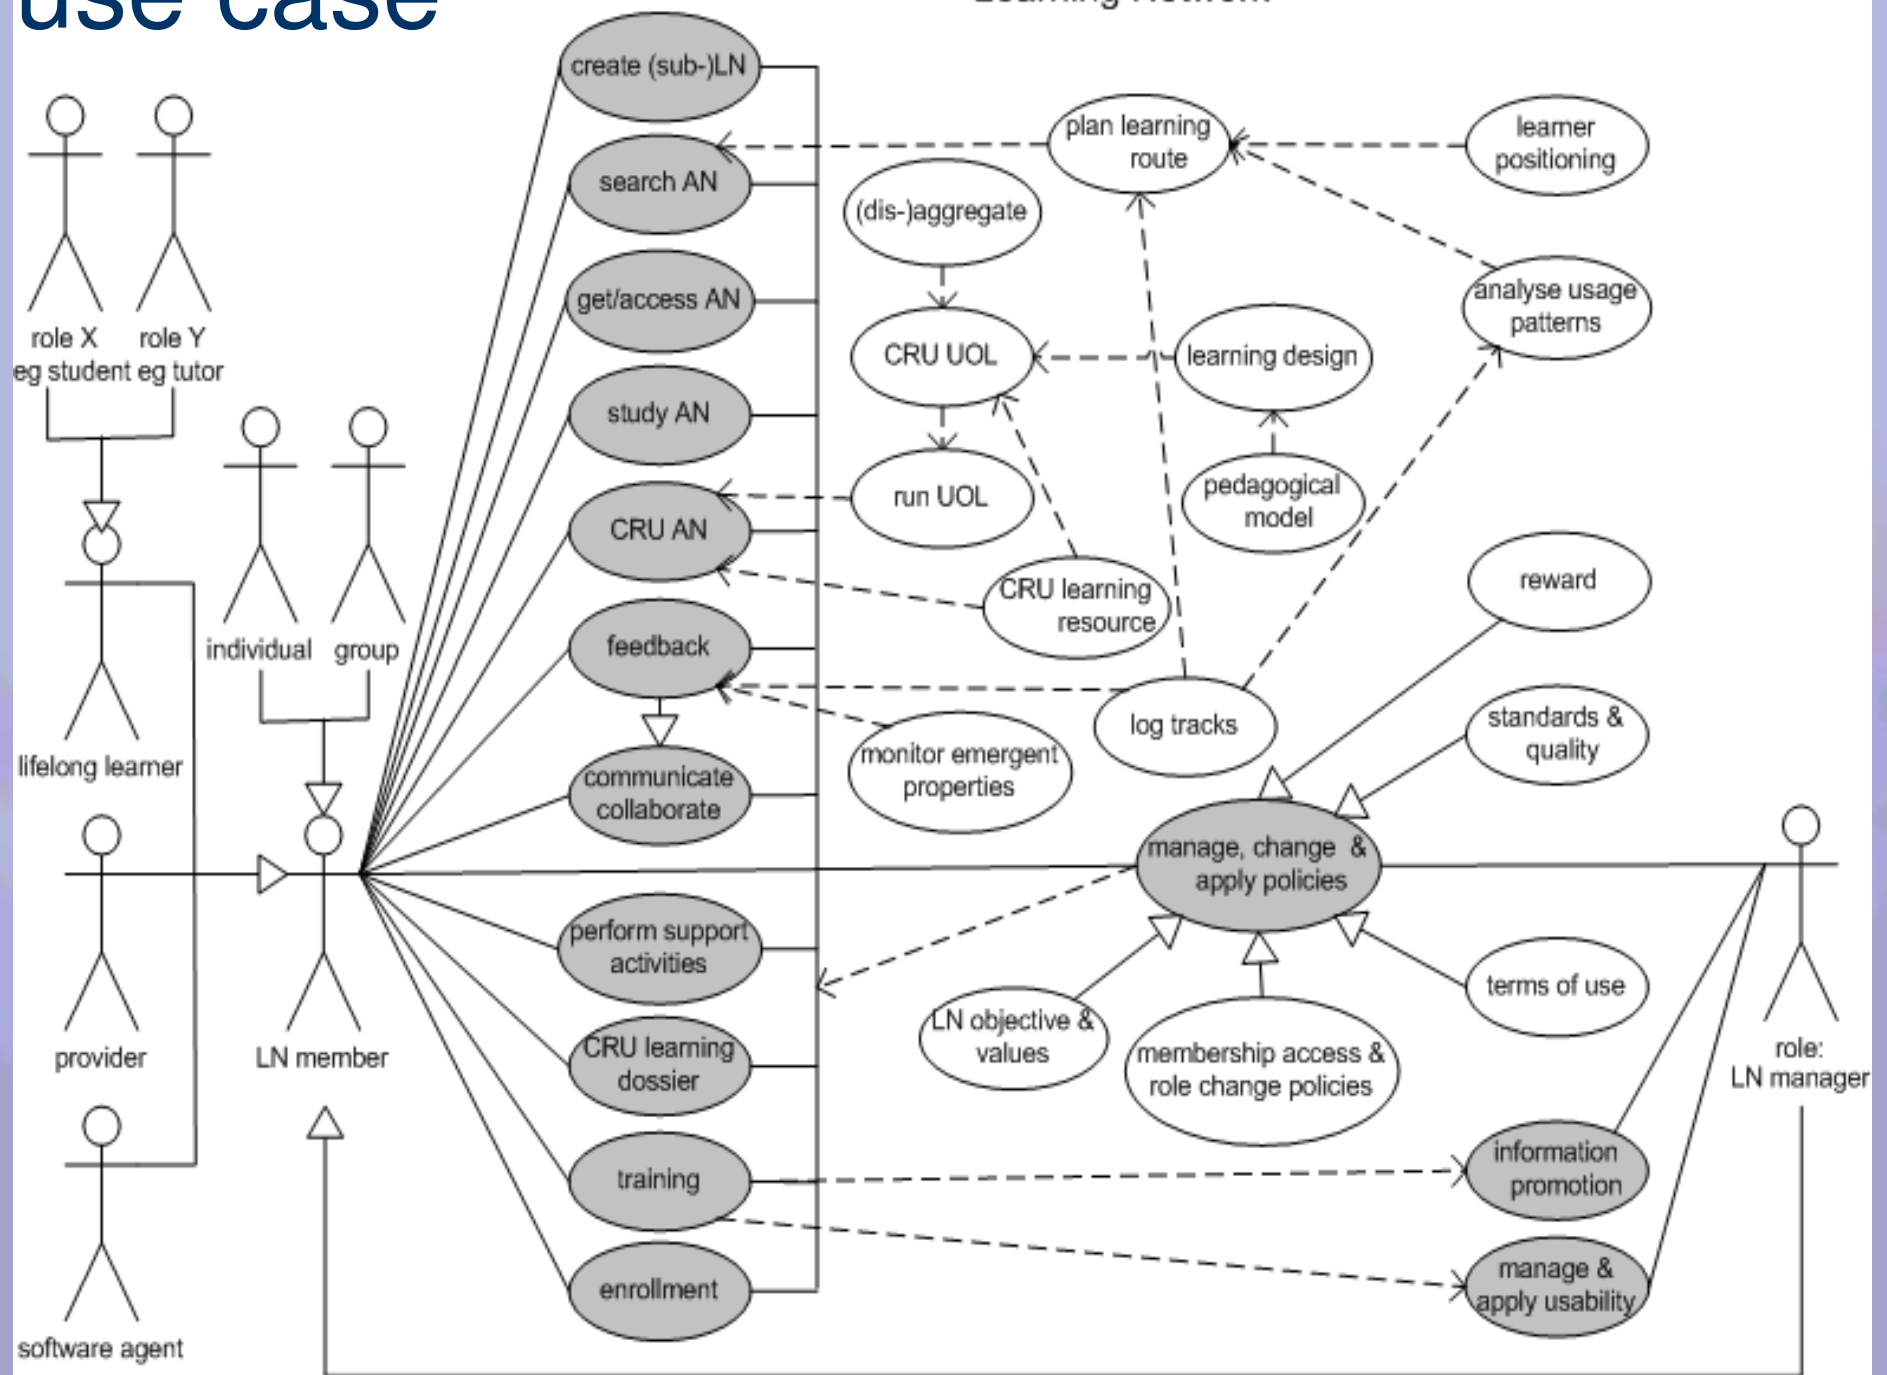 use case
Learning Network
create (sub-)LN
search AN
get/access AN
study AN
CRU AN
feedback
communicate
collaborate
perform support
activities
CRU learning
dossier
training
enrollment
role X
eg student
role Y
eg tutor
individual
group
lifelong learner
provider
LN member
software agent
plan learning
route
learner
positioning
(dis-)aggregate
analyse usage
patterns
CRU UOL
learning design
run UOL
pedagogical
model
CRU learning
resource
reward
log tracks
standards &
quality
monitor emergent
properties
manage, change &
apply policies
terms of use
LN objective &
values
membership access &
role change policies
role:
LN manager
information
promotion
manage &
apply usability